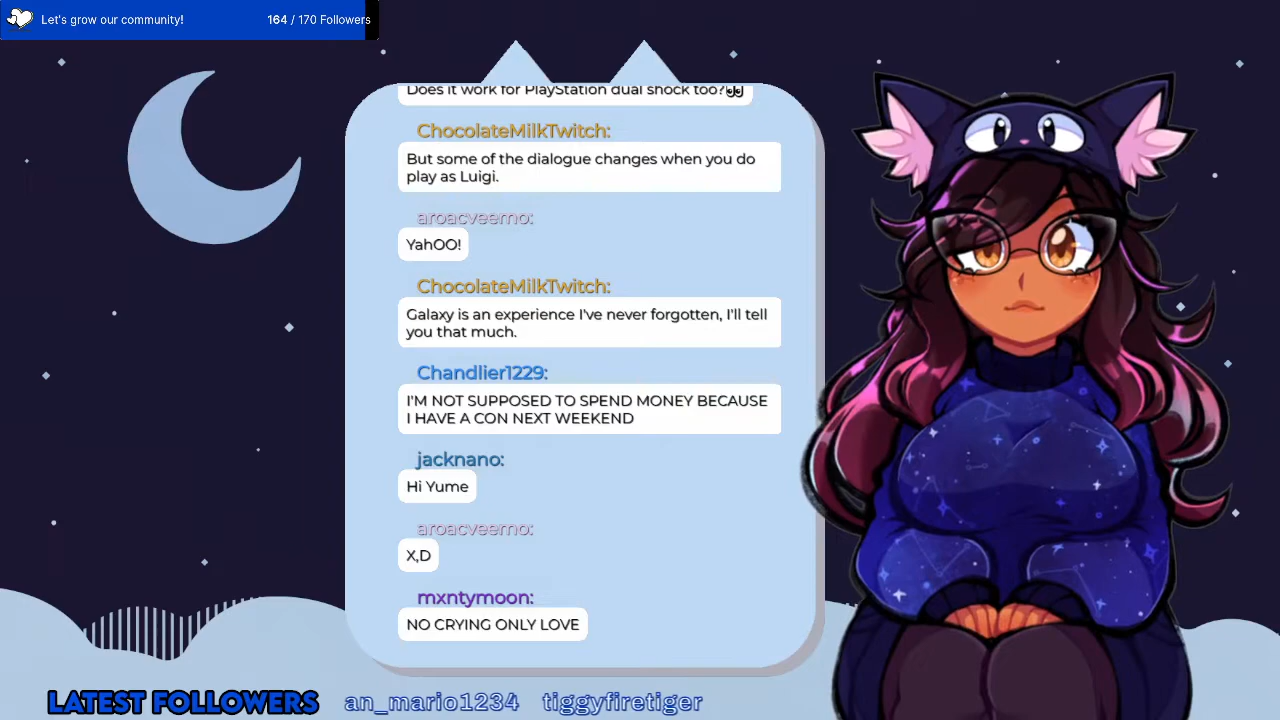 Let's grow our community!
164 / 170 Followers
Does it work for PlayStation dual shock too?👀
ChocolateMilkTwitch:
But some of the dialogue changes when you do
play as Luigi.
aroacveemo:
YahOO!
ChocolateMilkTwitch:
Galaxy is an experience I've never forgotten, I'll tell
you that much.
Chandlier1229:
I'M NOT SUPPOSED TO SPEND MONEY BECAUSE
I HAVE A CON NEXT WEEKEND
jacknano:
Hi Yume
aroacveemo:
X,D
mxntymoon:
NO CRYING ONLY LOVE
LATEST FOLLOWERS an_mario1234 tiggyfiretiger